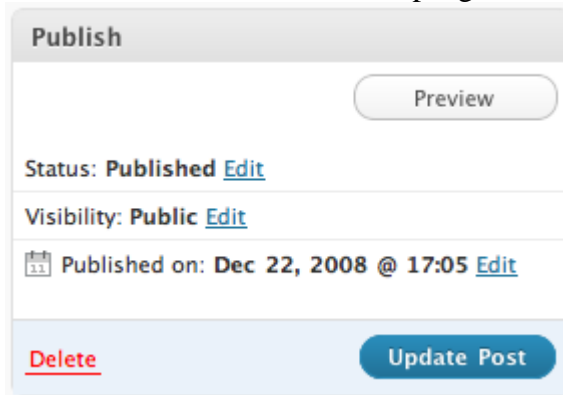 Publish
Preview
Status: Published Edit
Visibility: Public Edit
11 Published on: Dec 22, 2008 @ 17:05 Edit
Delete Update Post